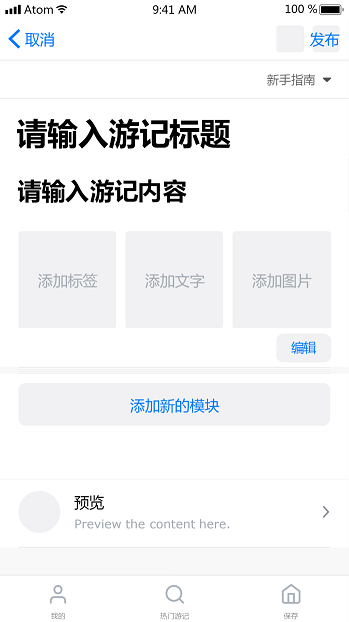 Atom 9:41 AM 100 %
取消 发布
新手指南
请输入游记标题
请输入游记内容
添加标签 添加文字 添加图片
编辑
添加新的模块
预览
Preview the content here.
我的 热门游记 保存